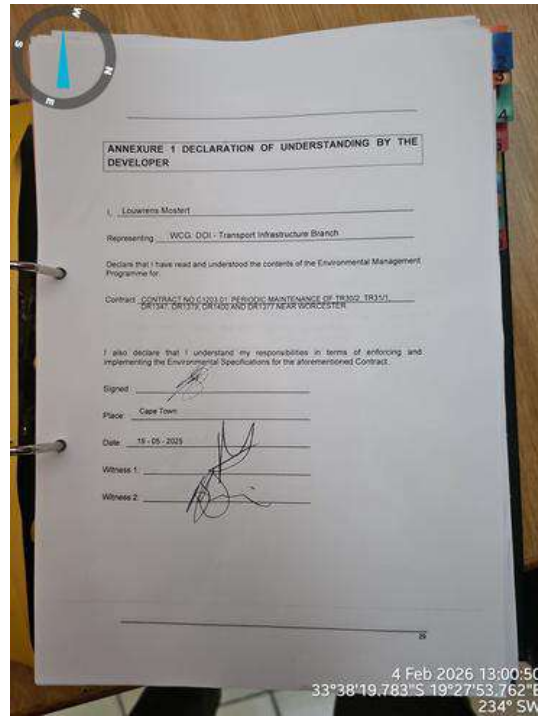 W
S
N
E
2
3
4
ANNEXURE 1 DECLARATION OF UNDERSTANDING BY THE
DEVELOPER
I, Louwrens Mostert
Representing WCG: DOI - Transport Infrastructure Branch
Declare that I have read and understood the contents of the Environmental Management
Programme for:
Contract CONTRACT NO C1203.01: PERIODIC MAINTENANCE OF TR30/2, TR31/1,
DR1347, DR1379, DR1400 AND DR1377 NEAR WORCESTER
I also declare that I understand my responsibilities in terms of enforcing and
implementing the Environmental Specifications for the aforementioned Contract.
Signed:
Place: Cape Town
Date: 19 - 05 - 2025
Witness 1:
Witness 2:
4 Feb 2026 13:00:50
33°38'19.783"S 19°27'53.762"E
234° SW